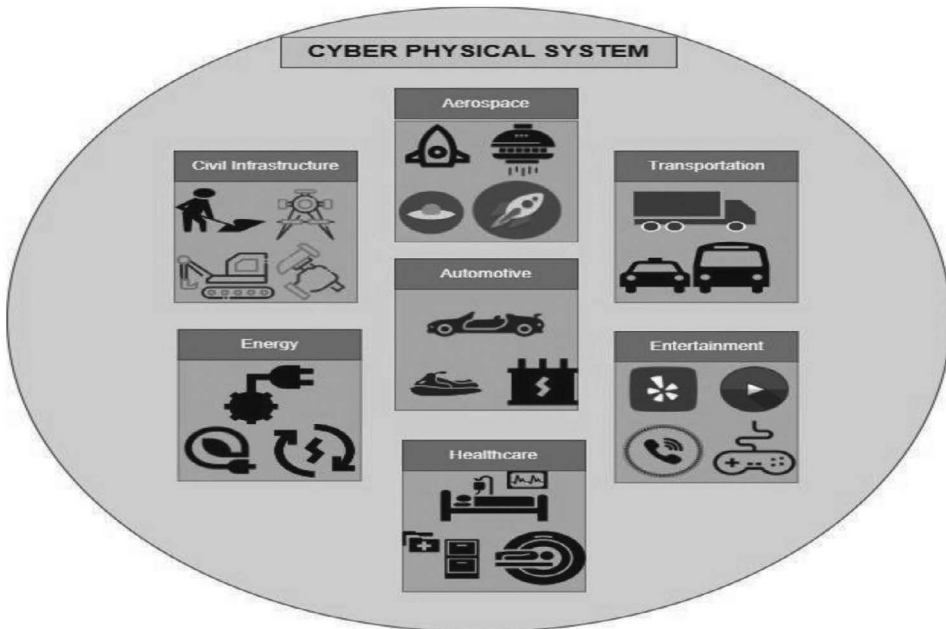 CYBER PHYSICAL SYSTEM
Aerospace
Civil Infrastructure
Transportation
Automotive
Energy
Entertainment
Healthcare